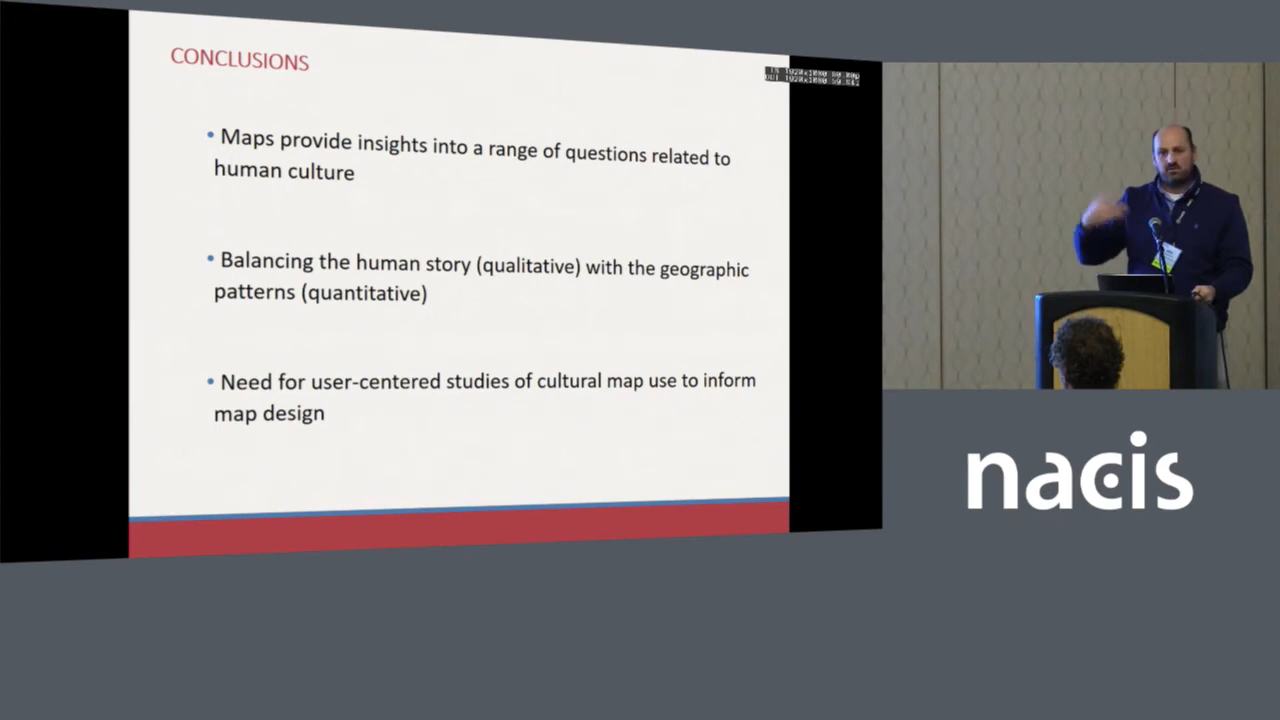 CONCLUSIONS
• Maps provide insights into a range of questions related to
human culture
• Balancing the human story (qualitative) with the geographic
patterns (quantitative)
• Need for user-centered studies of cultural map use to inform
map design
nacis